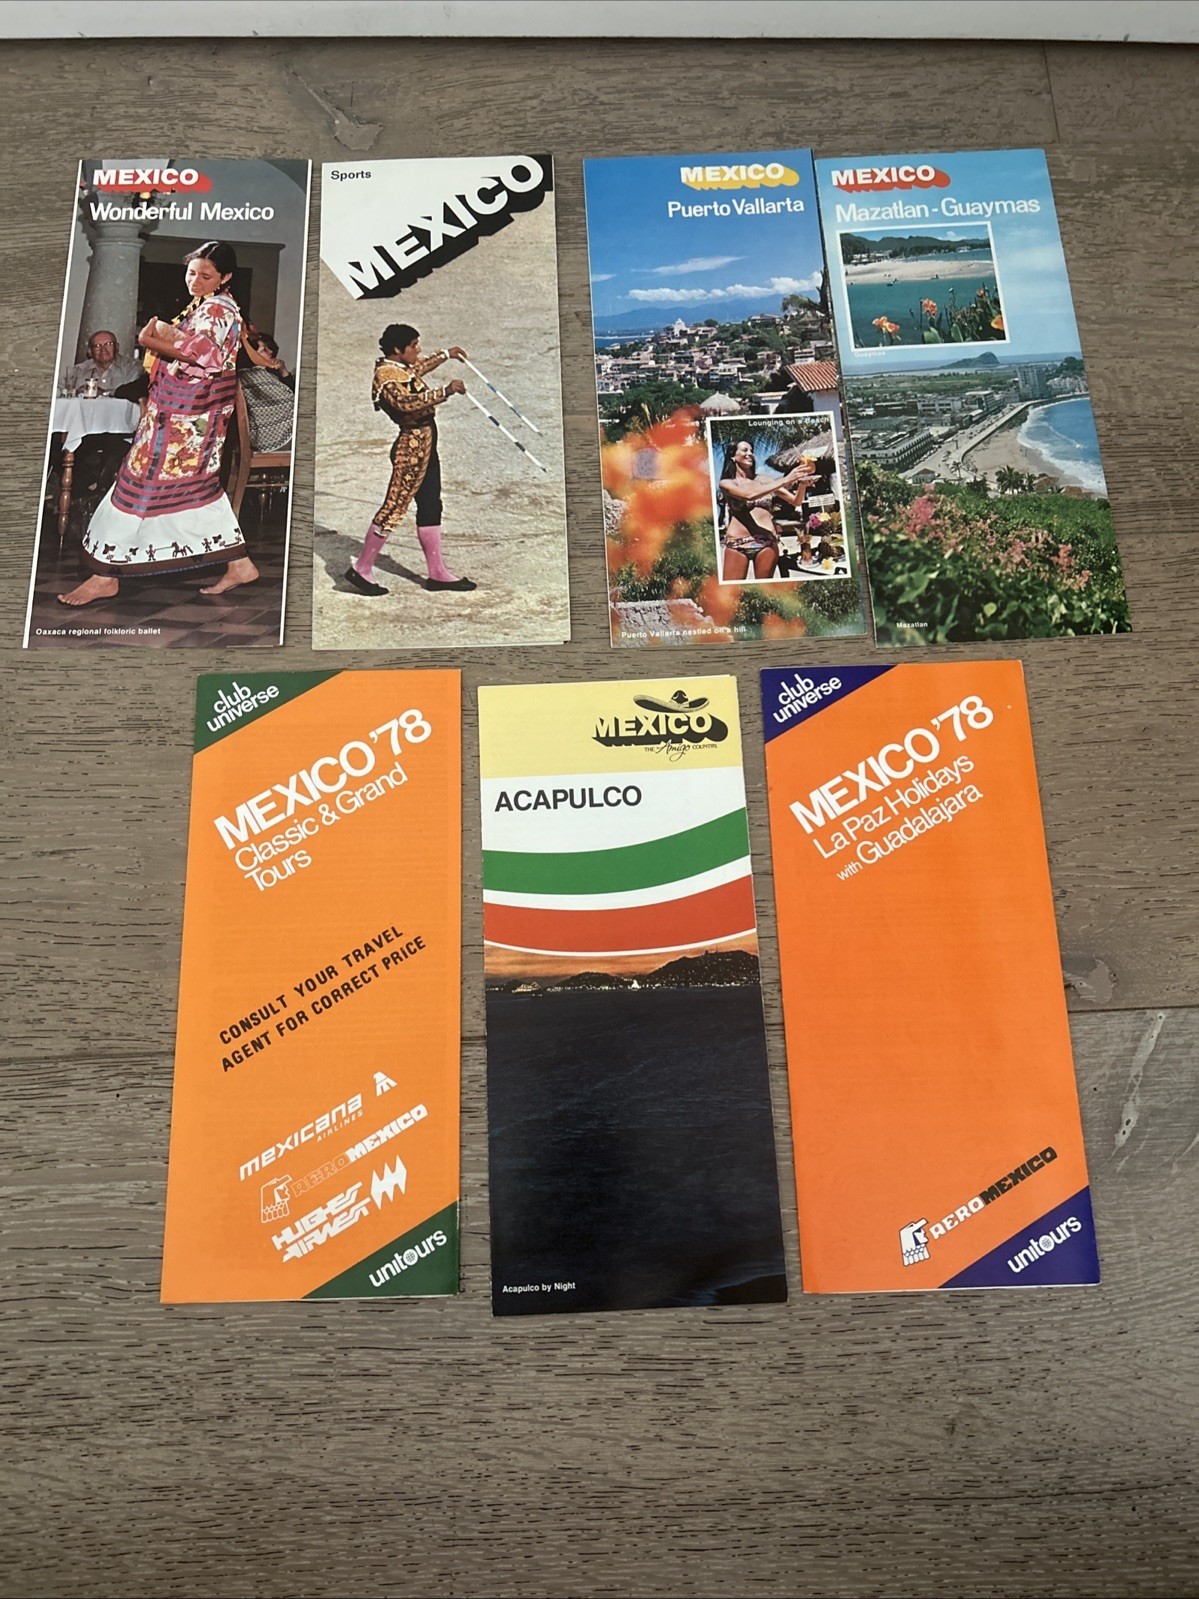 MEXICO
Wonderful Mexico
Oaxaca regional folkloric ballet
Sports
MEXICO
MEXICO
Puerto Vallarta
Lounging on a Beach
Puerto Vallarta nestled on a hill
MEXICO
Mazatlan - Guaymas
Guaymas
Mazatlan
club
universe
MEXICO '78
Classic & Grand
Tours
CONSULT YOUR TRAVEL
AGENT FOR CORRECT PRICE
mexicana
AIRLINES
AEROMEXICO
HUGHES
AIRWEST
unitours
MEXICO
THE Amigo COUNTRY.
ACAPULCO
Acapulco by Night
club
universe
MEXICO '78
La Paz Holidays
with Guadalajara
AEROMEXICO
unitours